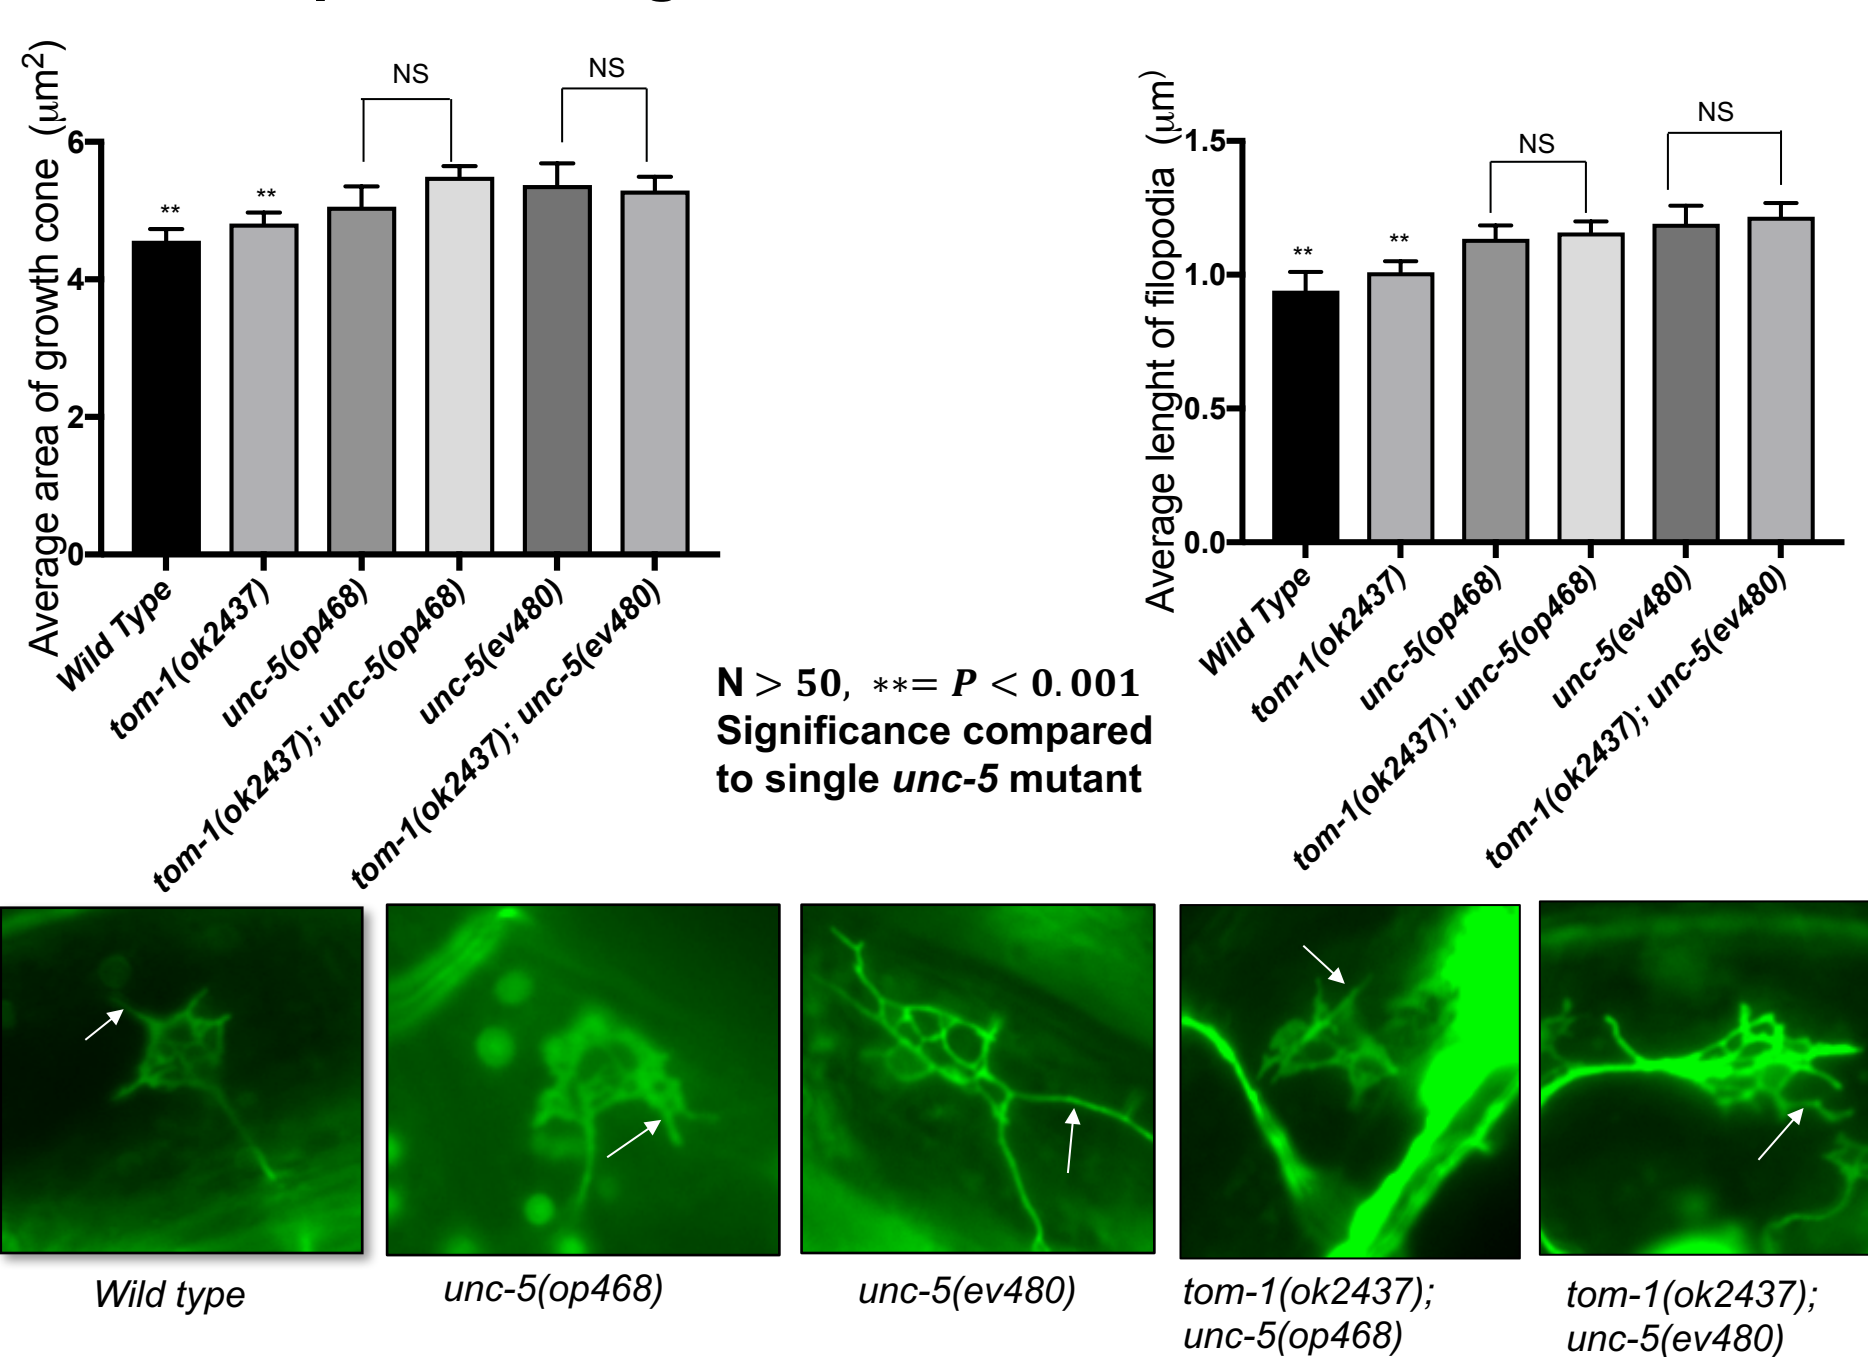 Average area of growth cone (μm²)
6
4
2
0
**
**
NS
NS
Wild Type
tom-1(ok2437)
unc-5(op468)
tom-1(ok2437); unc-5(op468)
unc-5(ev480)
tom-1(ok2437); unc-5(ev480)
Average lenght of filopodia (μm)
1.5
1.0
0.5
0.0
**
**
NS
NS
Wild Type
tom-1(ok2437)
unc-5(op468)
tom-1(ok2437); unc-5(op468)
unc-5(ev480)
tom-1(ok2437); unc-5(ev480)
N > 50, **= P < 0.001
Significance compared
to single unc-5 mutant
Wild type
unc-5(op468)
unc-5(ev480)
tom-1(ok2437);
unc-5(op468)
tom-1(ok2437);
unc-5(ev480)